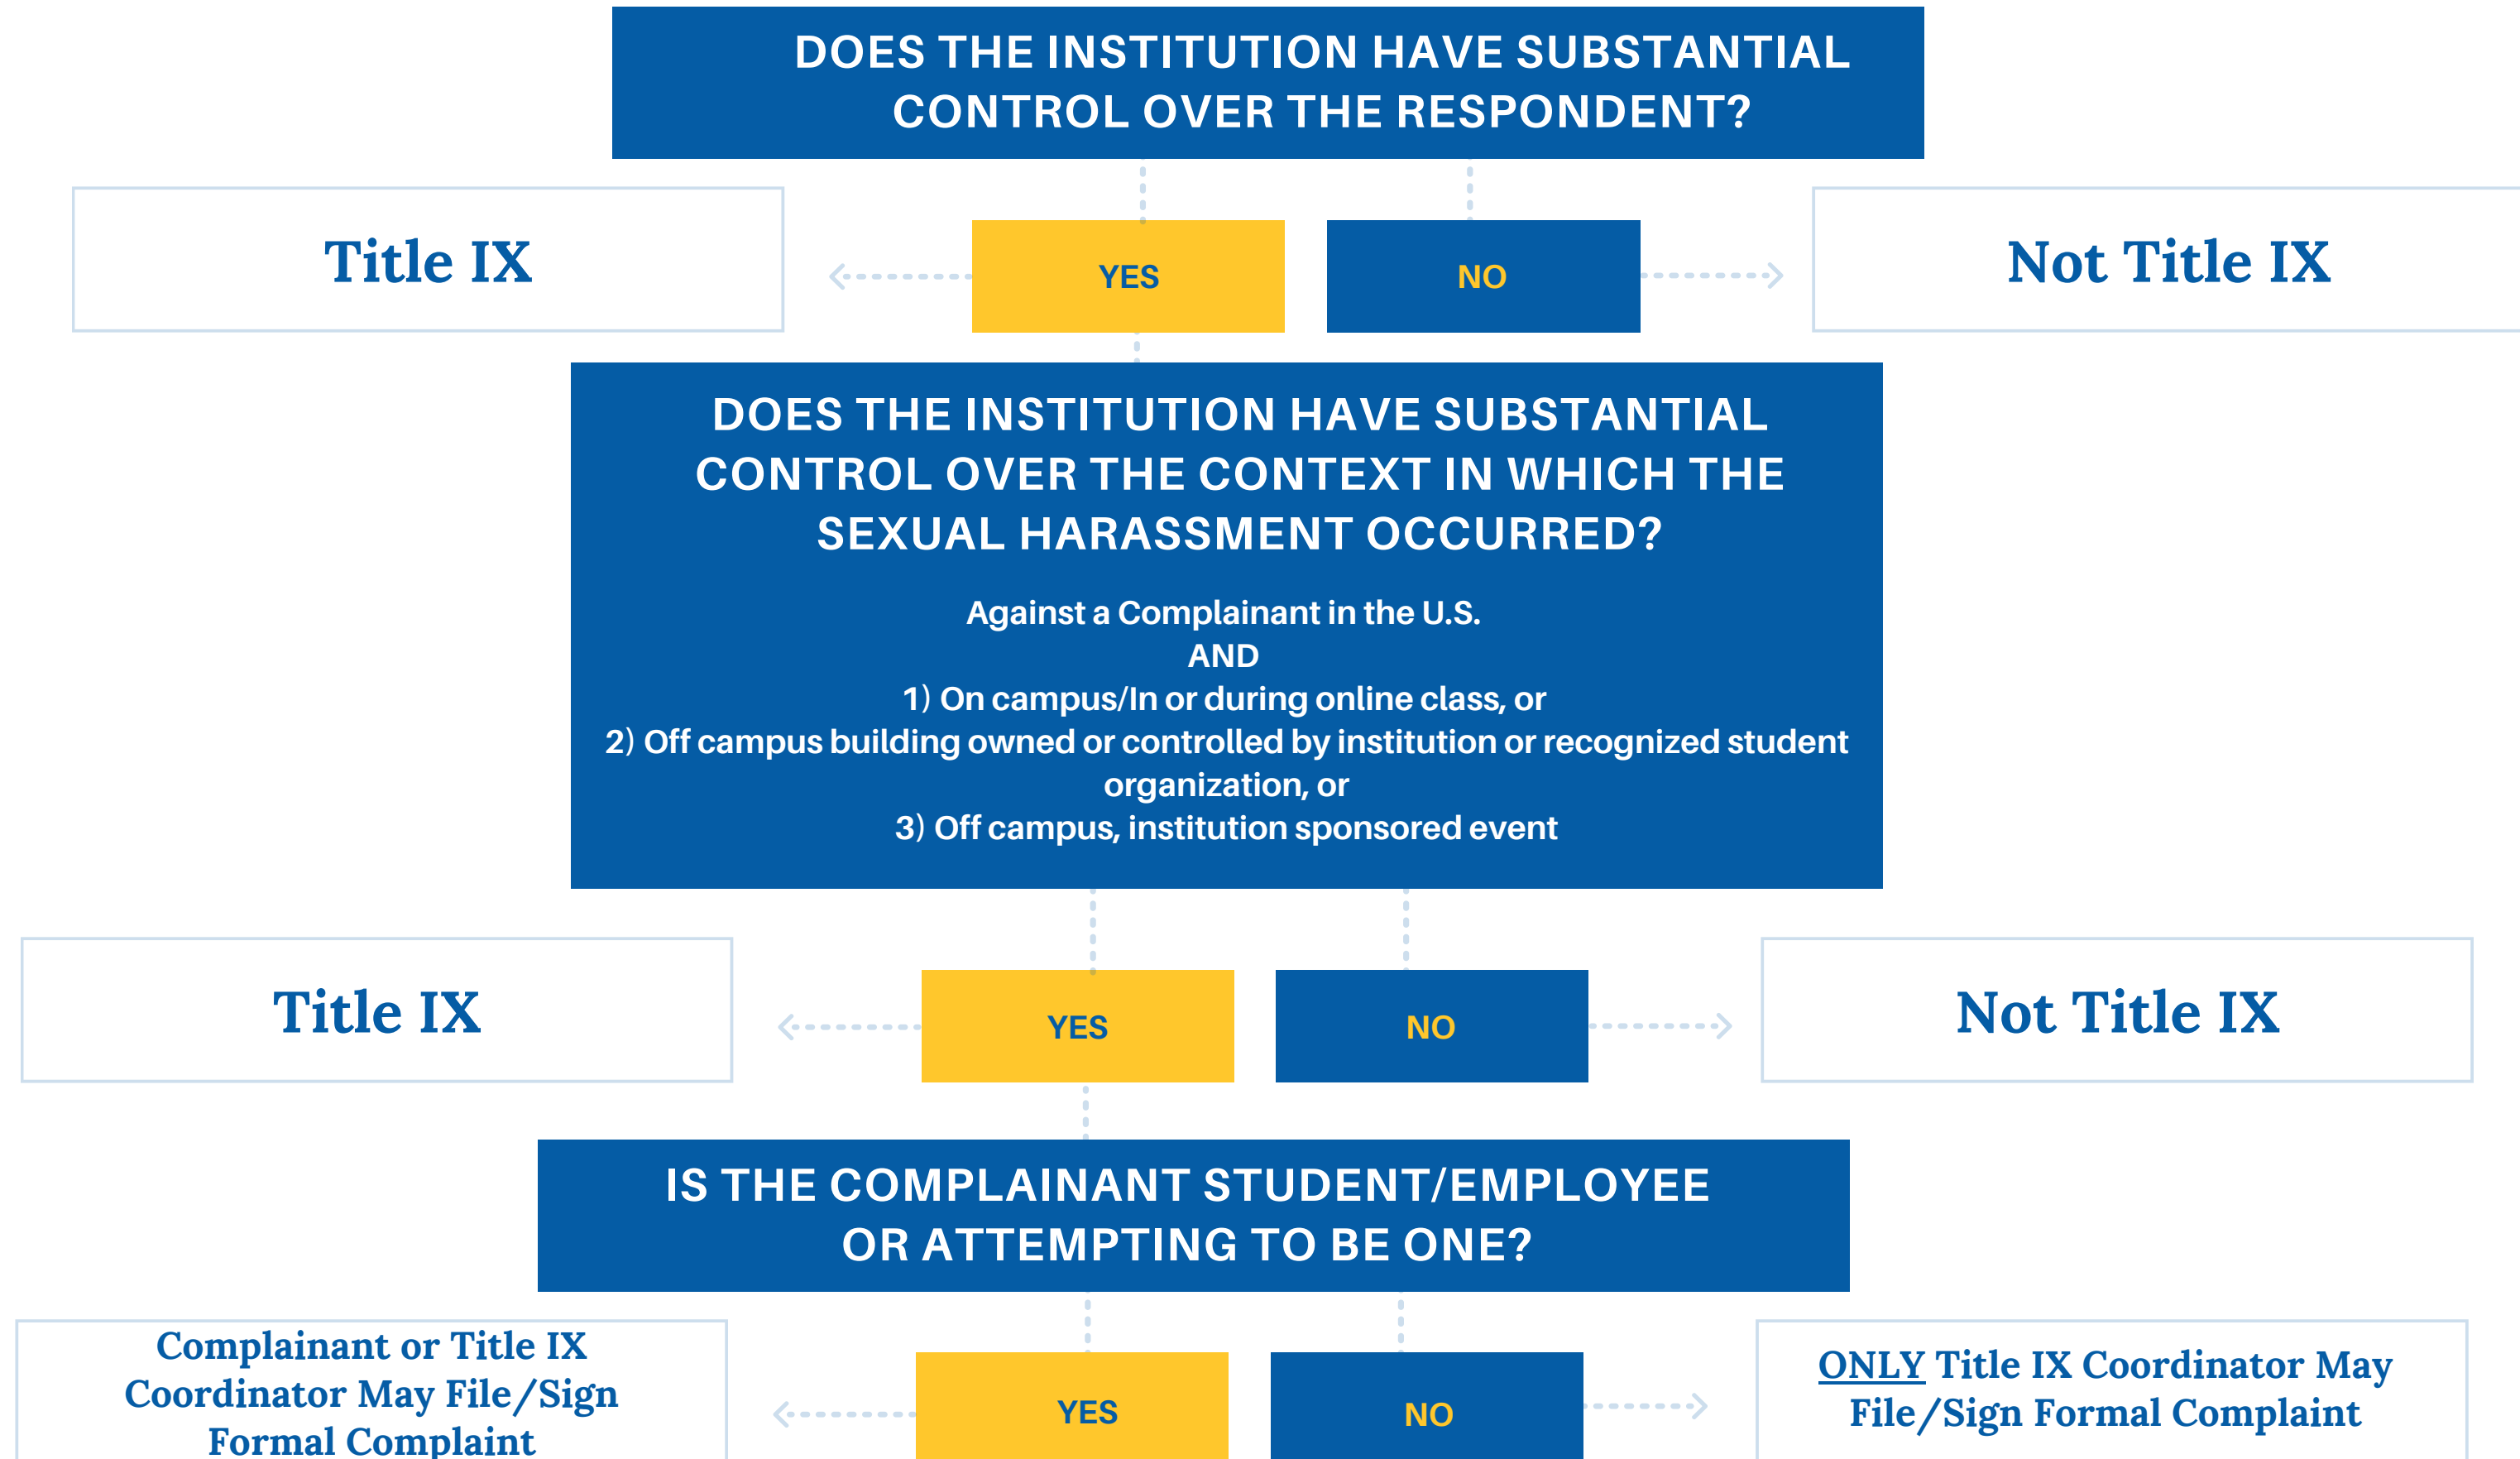 DOES THE INSTITUTION HAVE SUBSTANTIAL
CONTROL OVER THE RESPONDENT?
Title IX
YES
NO
Not Title IX
DOES THE INSTITUTION HAVE SUBSTANTIAL
CONTROL OVER THE CONTEXT IN WHICH THE
SEXUAL HARASSMENT OCCURRED?
Against a Complainant in the U.S.
AND
1) On campus/In or during online class, or
2) Off campus building owned or controlled by institution or recognized student
organization, or
3) Off campus, institution sponsored event
Title IX
YES
NO
Not Title IX
IS THE COMPLAINANT STUDENT/EMPLOYEE
OR ATTEMPTING TO BE ONE?
Complainant or Title IX
Coordinator May File/Sign
Formal Complaint
YES
NO
ONLY Title IX Coordinator May
File/Sign Formal Complaint